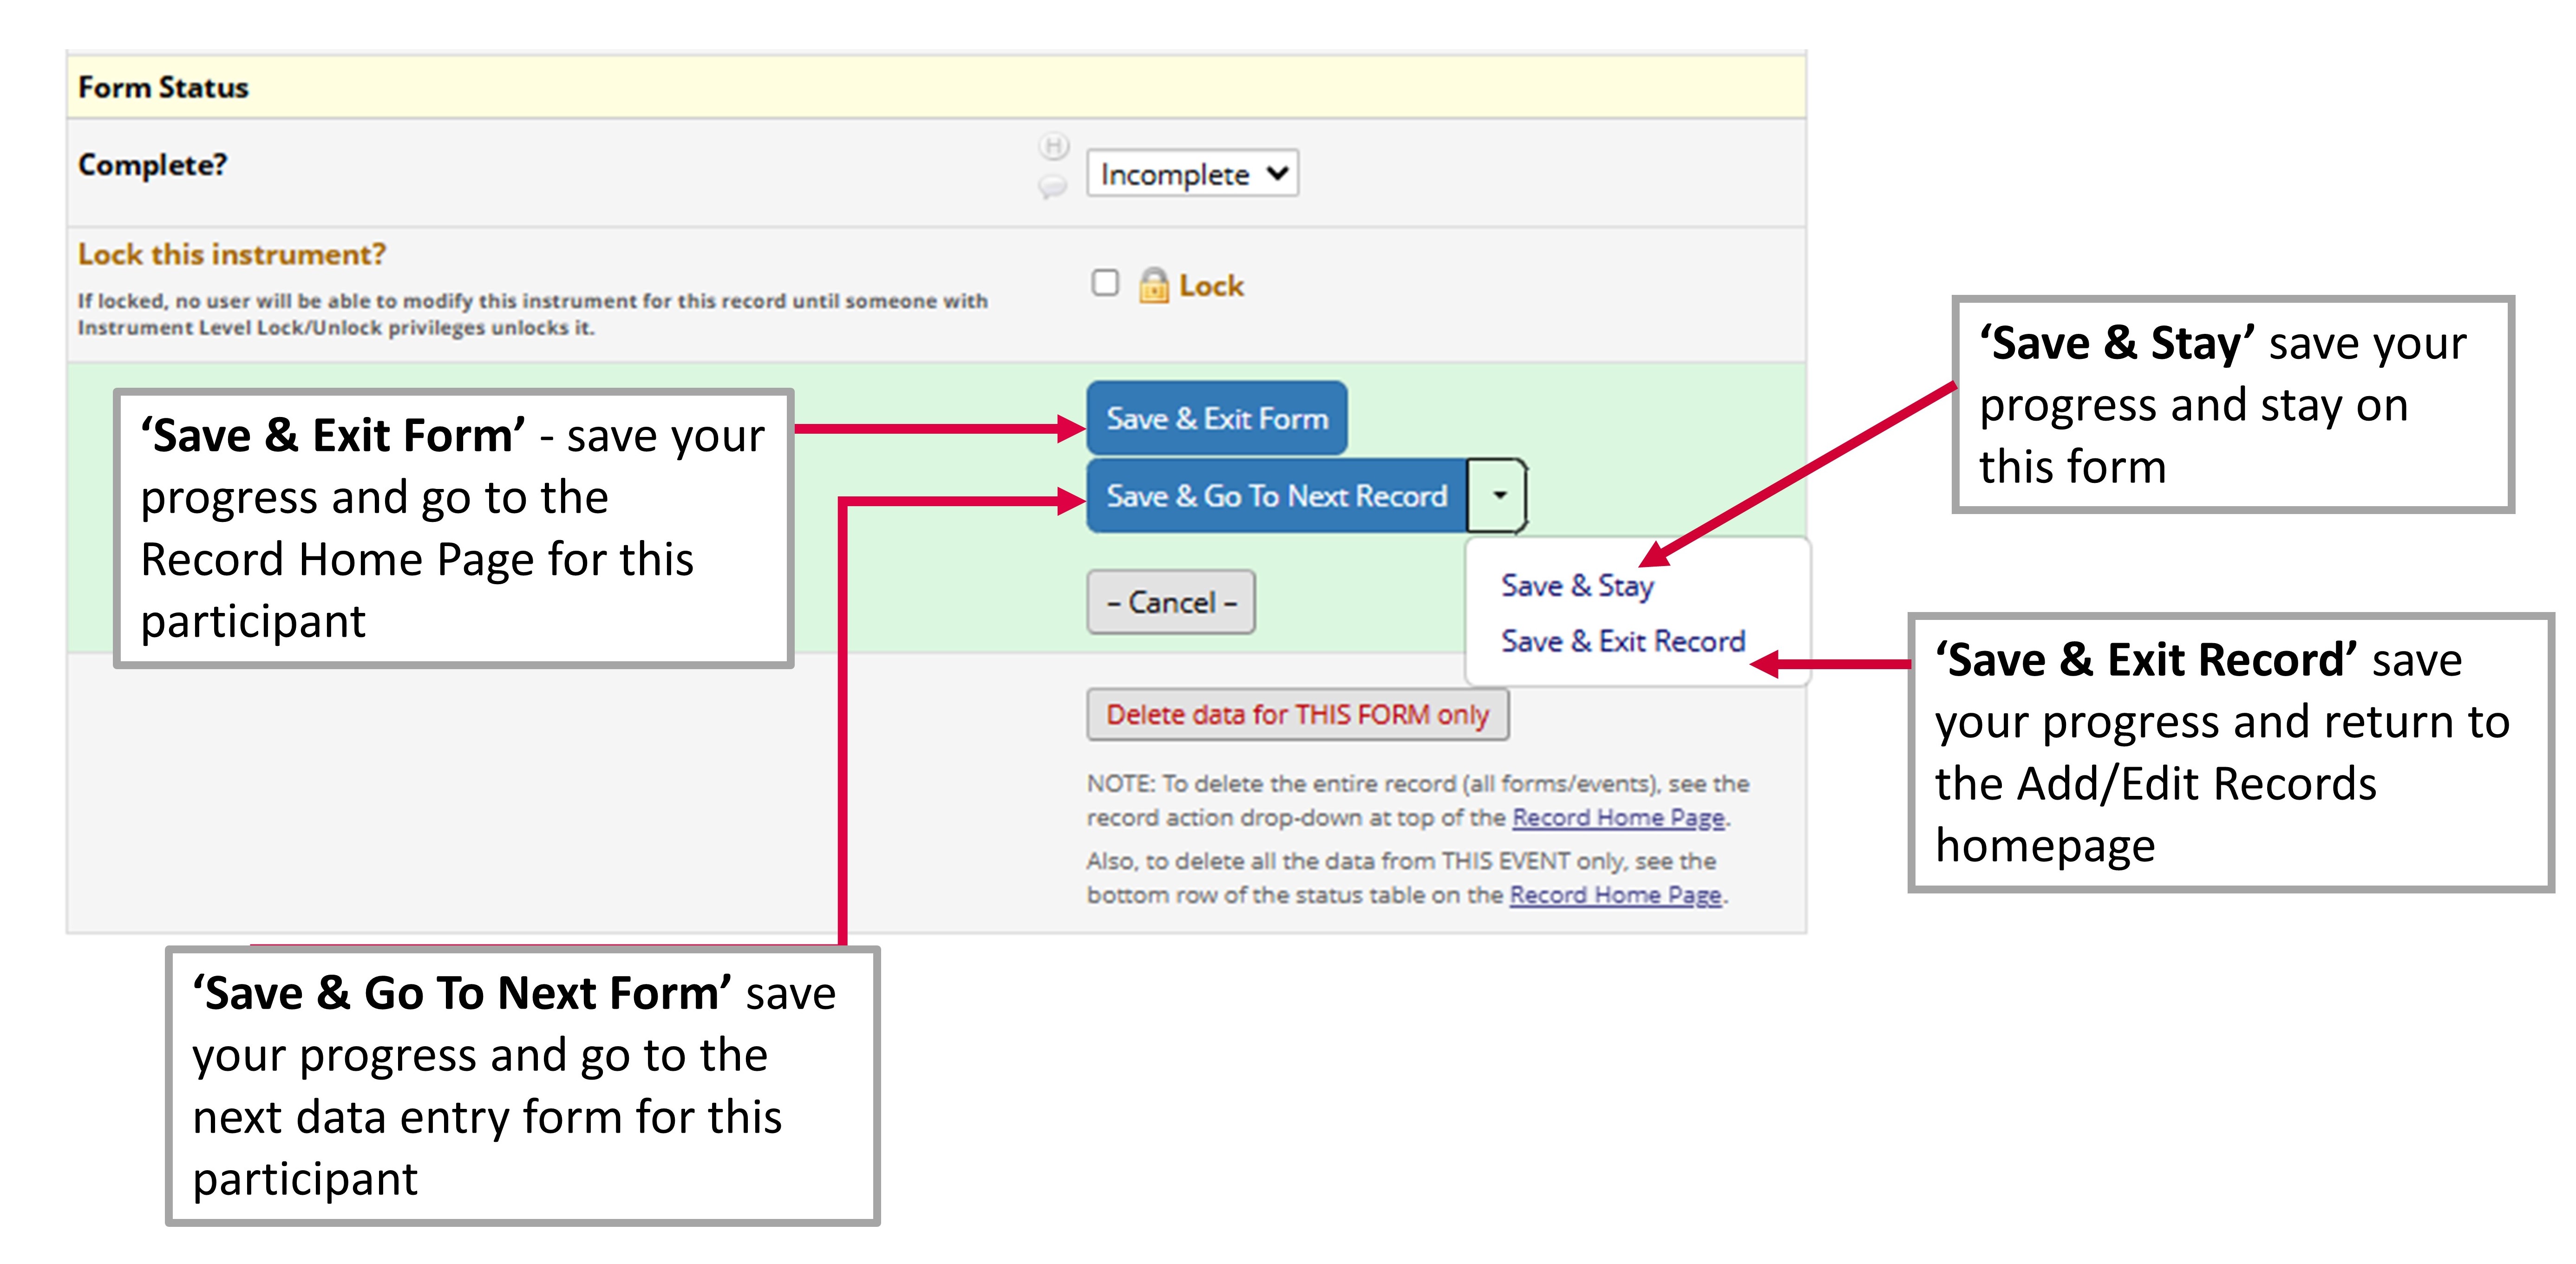 Form Status
Complete?
H
Incomplete
Lock this instrument?
If locked, no user will be able to modify this instrument for this record until someone with
Instrument Level Lock/Unlock privileges unlocks it.
Lock
‘Save & Exit Form’ - save your
progress and go to the
Record Home Page for this
participant
Save & Exit Form
Save & Go To Next Record
– Cancel –
Save & Stay
Save & Exit Record
‘Save & Stay’ save your
progress and stay on
this form
‘Save & Exit Record’ save
your progress and return to
the Add/Edit Records
homepage
Delete data for THIS FORM only
NOTE: To delete the entire record (all forms/events), see the
record action drop-down at top of the Record Home Page.
Also, to delete all the data from THIS EVENT only, see the
bottom row of the status table on the Record Home Page.
‘Save & Go To Next Form’ save
your progress and go to the
next data entry form for this
participant